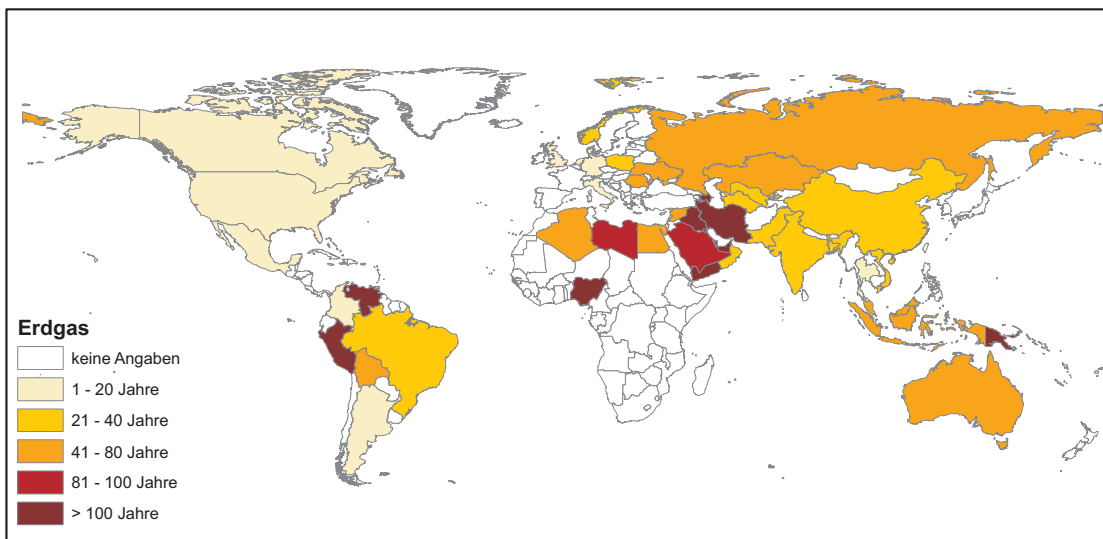 Erdgas
keine Angaben
1 - 20 Jahre
21 - 40 Jahre
41 - 80 Jahre
81 - 100 Jahre
> 100 Jahre